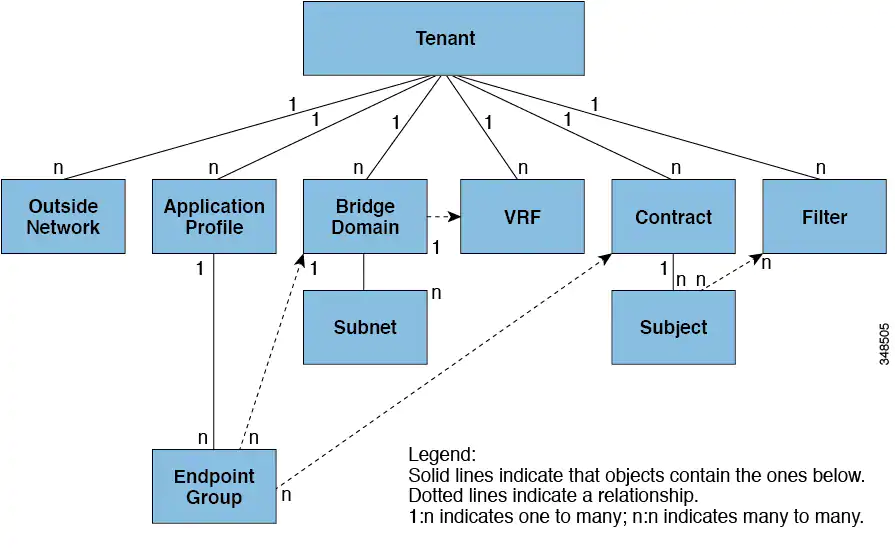 Tenant
1
1
1
1
1
1
n
n
n
n
n
n
Outside
Network
Application
Profile
Bridge
Domain
VRF
Contract
Filter
1
1
1
1
n
n
n
n
Subnet
Subject
348505
n
n
Endpoint
Group
n
Legend:
Solid lines indicate that objects contain the ones below.
Dotted lines indicate a relationship.
1:n indicates one to many; n:n indicates many to many.